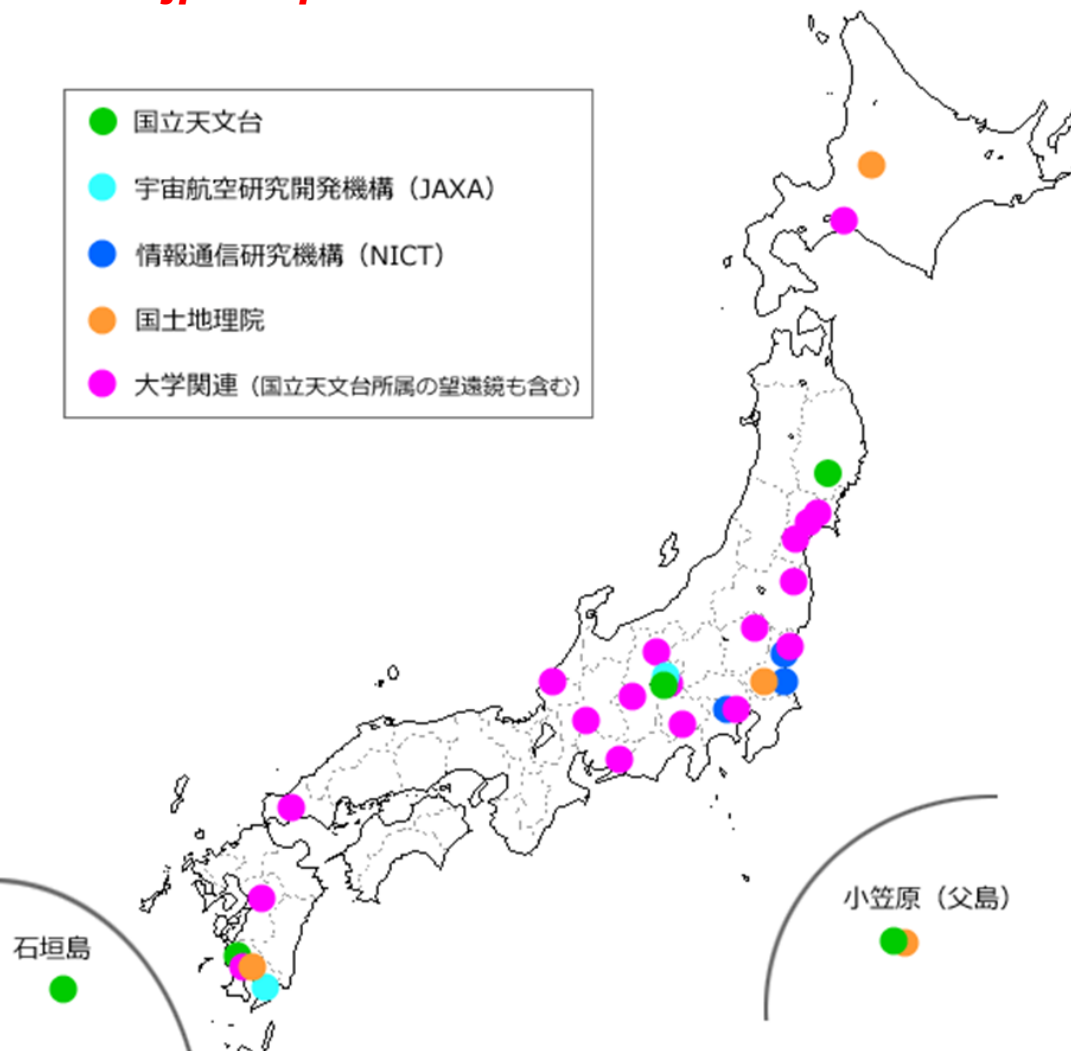 国立天文台
宇宙航空研究開発機構（JAXA）
情報通信研究機構（NICT）
国土地理院
大学関連（国立天文台所属の望遠鏡も含む）
小笠原（父島）
石垣島